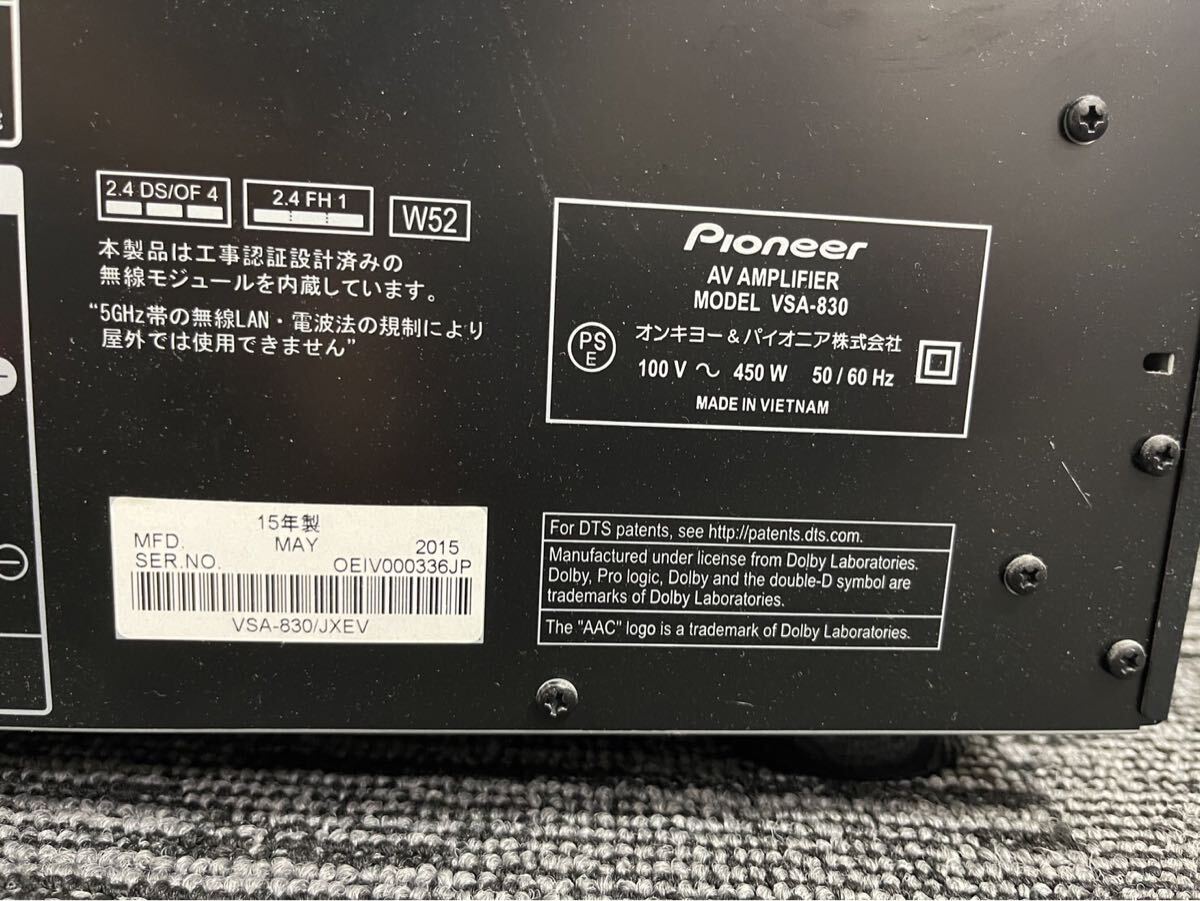 2.4 DS/OF 4
2.4 FH 1
W52
本製品は工事認証設計済みの
無線モジュールを内蔵しています。
“5GHz帯の無線LAN・電波法の規制により
屋外では使用できません”
Pioneer
AV AMPLIFIER
MODEL VSA-830
PS
E
オンキヨー&パイオニア株式会社
100 V ～ 450 W 50 / 60 Hz
MADE IN VIETNAM
15年製
MFD. MAY 2015
SER.NO. OEIV000336JP
VSA-830/JXEV
For DTS patents, see http://patents.dts.com.
Manufactured under license from Dolby Laboratories.
Dolby, Pro logic, Dolby and the double-D symbol are
trademarks of Dolby Laboratories.
The "AAC" logo is a trademark of Dolby Laboratories.